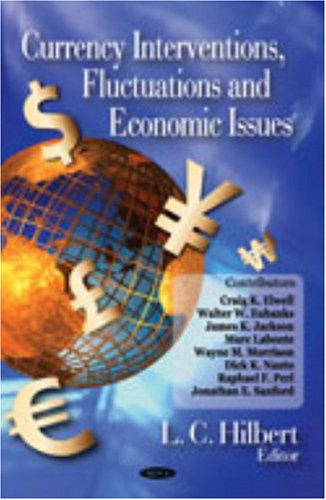 Currency Interventions,
Fluctuations and
Economic Issues
$
¥
₩
£
€
Contributors
Craig K. Elwell
Walter W. Eubanks
James K. Jackson
Marc Labonte
Wayne M. Morrison
Dick K. Nanto
Raphael F. Perl
Jonathan E. Sanford
L. C. Hilbert
Editor